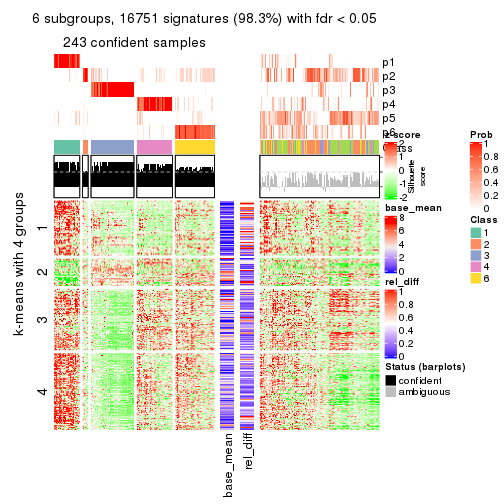 6 subgroups, 16751 signatures (98.3%) with fdr < 0.05
243 confident samples
p1
p2
p3
p4
p5
p6
Class
Silhouette
score
k-means with 4 groups
1
2
3
4
base_mean
rel_diff
z-score
2
1
0
-1
-2
base_mean
8
6
4
2
0
rel_diff
1
0.8
0.6
0.4
0.2
0
Status (barplots)
confident
ambiguous
Prob
1
0.8
0.6
0.4
0.2
0
Class
1
2
3
4
6